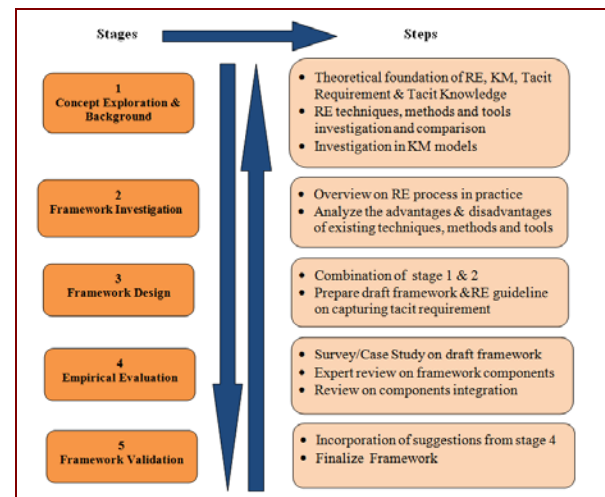 Stages
Steps
1
Concept Exploration &
Background
• Theoretical foundation of RE, KM, Tacit
Requirement & Tacit Knowledge
• RE techniques, methods and tools
investigation and comparison
• Investigation in KM models
2
Framework Investigation
• Overview on RE process in practice
• Analyze the advantages & disadvantages
of existing techniques, methods and tools
3
Framework Design
• Combination of stage 1 & 2
• Prepare draft framework &RE guideline
on capturing tacit requirement
4
Empirical Evaluation
• Survey/Case Study on draft framework
• Expert review on framework components
• Review on components integration
5
Framework Validation
• Incorporation of suggestions from stage 4
• Finalize Framework